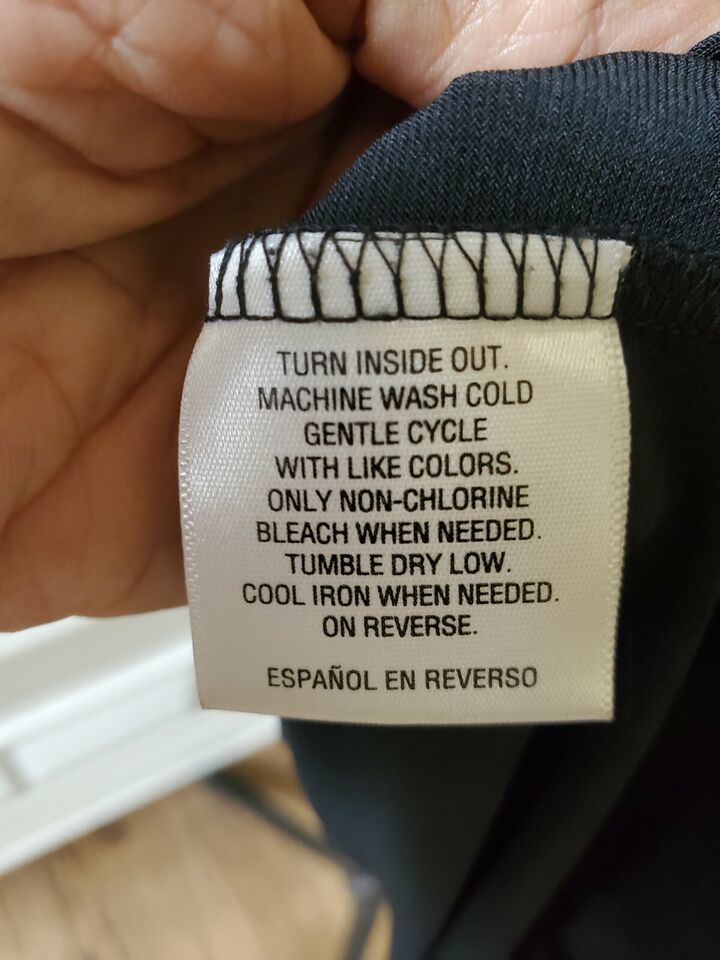 TURN INSIDE OUT.
MACHINE WASH COLD
GENTLE CYCLE
WITH LIKE COLORS.
ONLY NON-CHLORINE
BLEACH WHEN NEEDED.
TUMBLE DRY LOW.
COOL IRON WHEN NEEDED.
ON REVERSE.
ESPAÑOL EN REVERSO